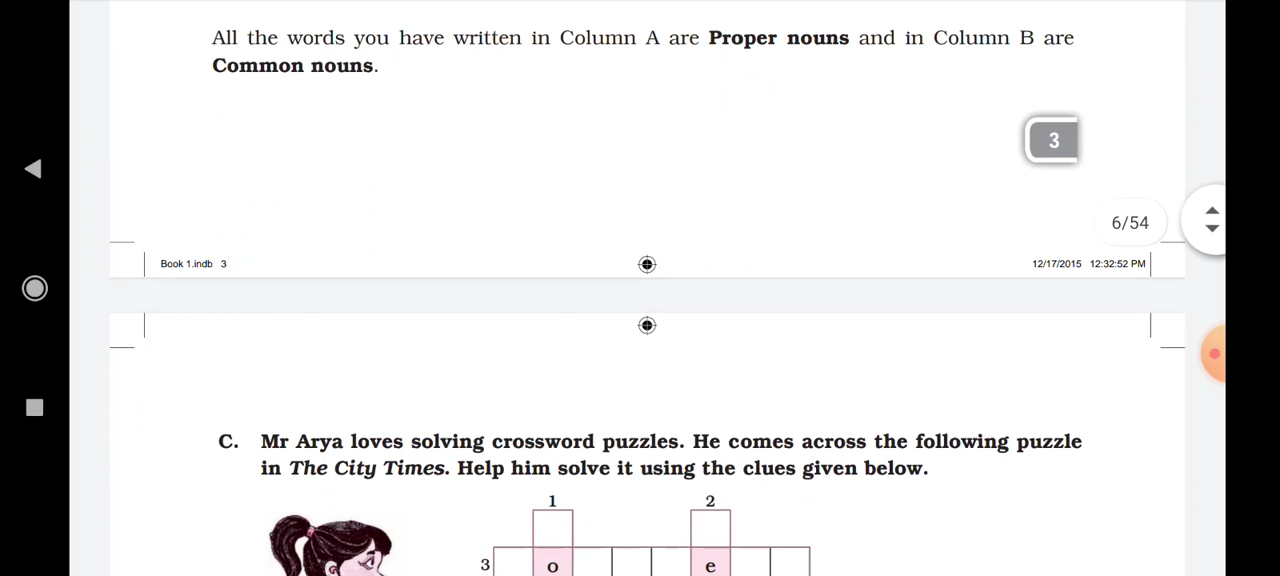 All the words you have written in Column A are Proper nouns and in Column B are
Common nouns.
3
6/54
Book 1.indb 3
12/17/2015 12:32:52 PM
C. Mr Arya loves solving crossword puzzles. He comes across the following puzzle
in The City Times. Help him solve it using the clues given below.
1 2
3 o e